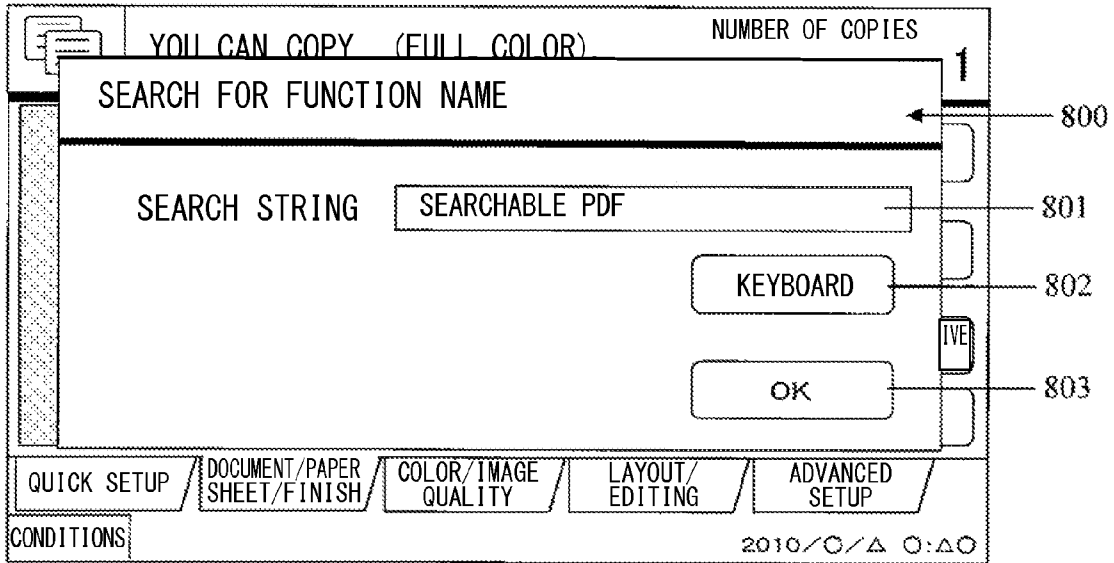 NUMBER OF COPIES
YOU CAN COPY (FULL COLOR)
1
SEARCH FOR FUNCTION NAME
800
SEARCH STRING SEARCHABLE PDF
801
KEYBOARD
802
IVE
OK
803
QUICK SETUP
DOCUMENT/PAPER
SHEET/FINISH
COLOR/IMAGE
QUALITY
LAYOUT/
EDITING
ADVANCED
SETUP
CONDITIONS
2010/○/△ ○:△○